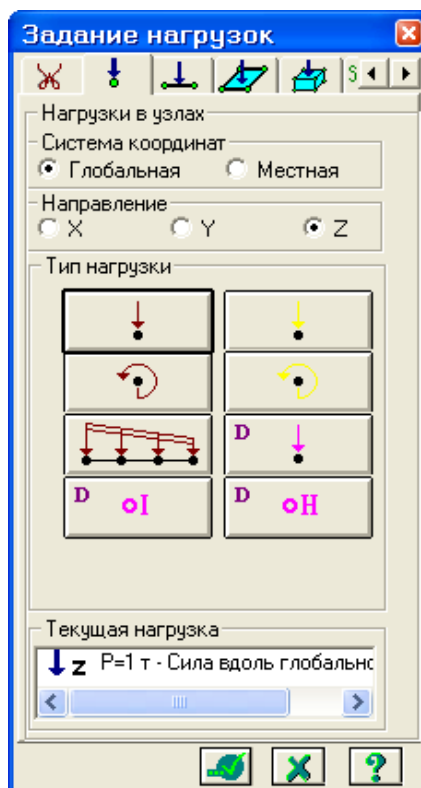 Задание нагрузок
S
Нагрузки в узлах
Система координат
Глобальная Местная
Направление
X Y Z
Тип нагрузки
D
D I D H
Текущая нагрузка
Z P=1 т - Сила вдоль глобальнс
?